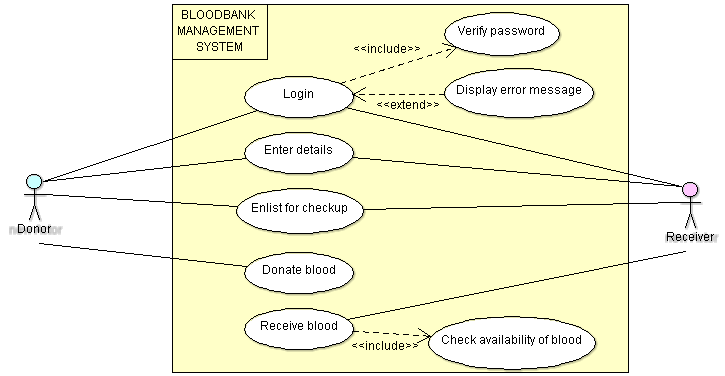 BLOODBANK
MANAGEMENT
SYSTEM
Verify password
<<include>>
Login
Display error message
<<extend>>
Enter details
Enlist for checkup
Donor
Receiver
Donate blood
Receive blood
<<include>>
Check availability of blood